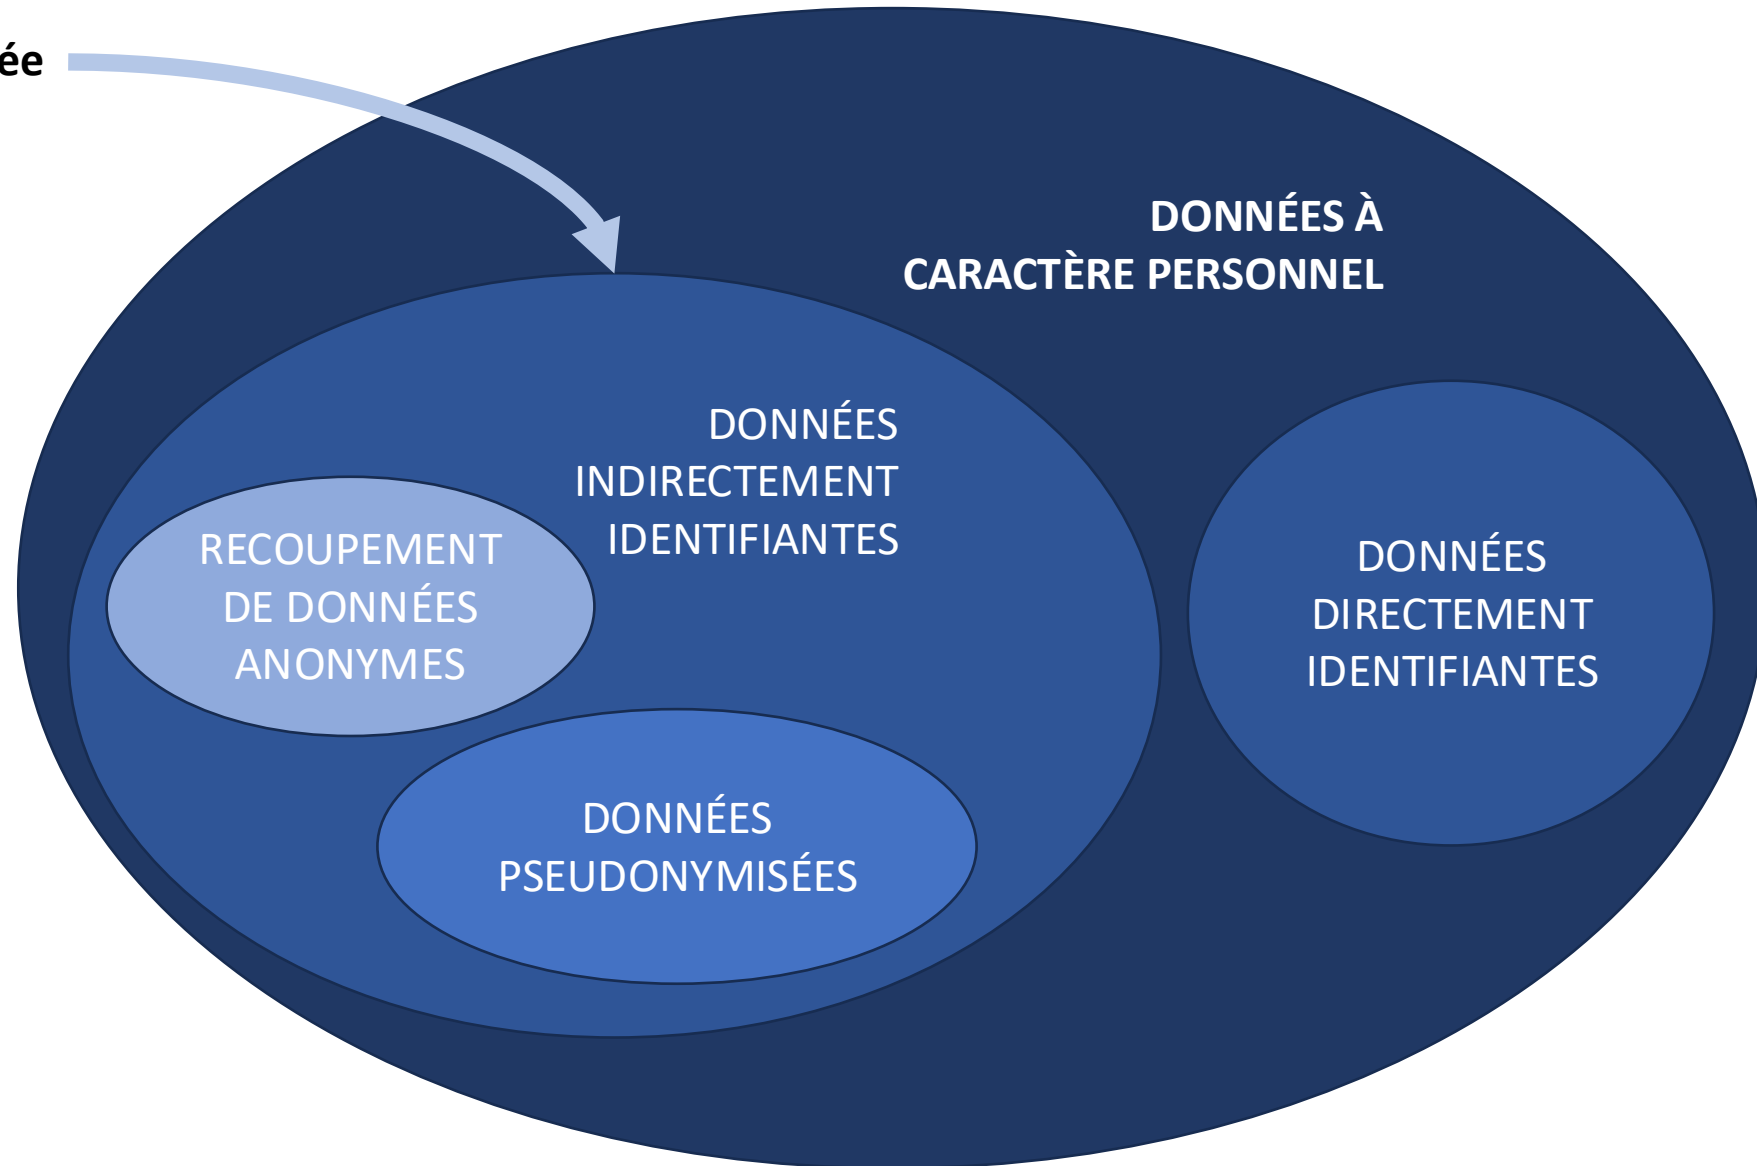 ée
DONNÉES À
CARACTÈRE PERSONNEL
DONNÉES
INDIRECTEMENT
IDENTIFIANTES
RECOUPEMENT
DE DONNÉES
ANONYMES
DONNÉES
DIRECTEMENT
IDENTIFIANTES
DONNÉES
PSEUDONYMISÉES